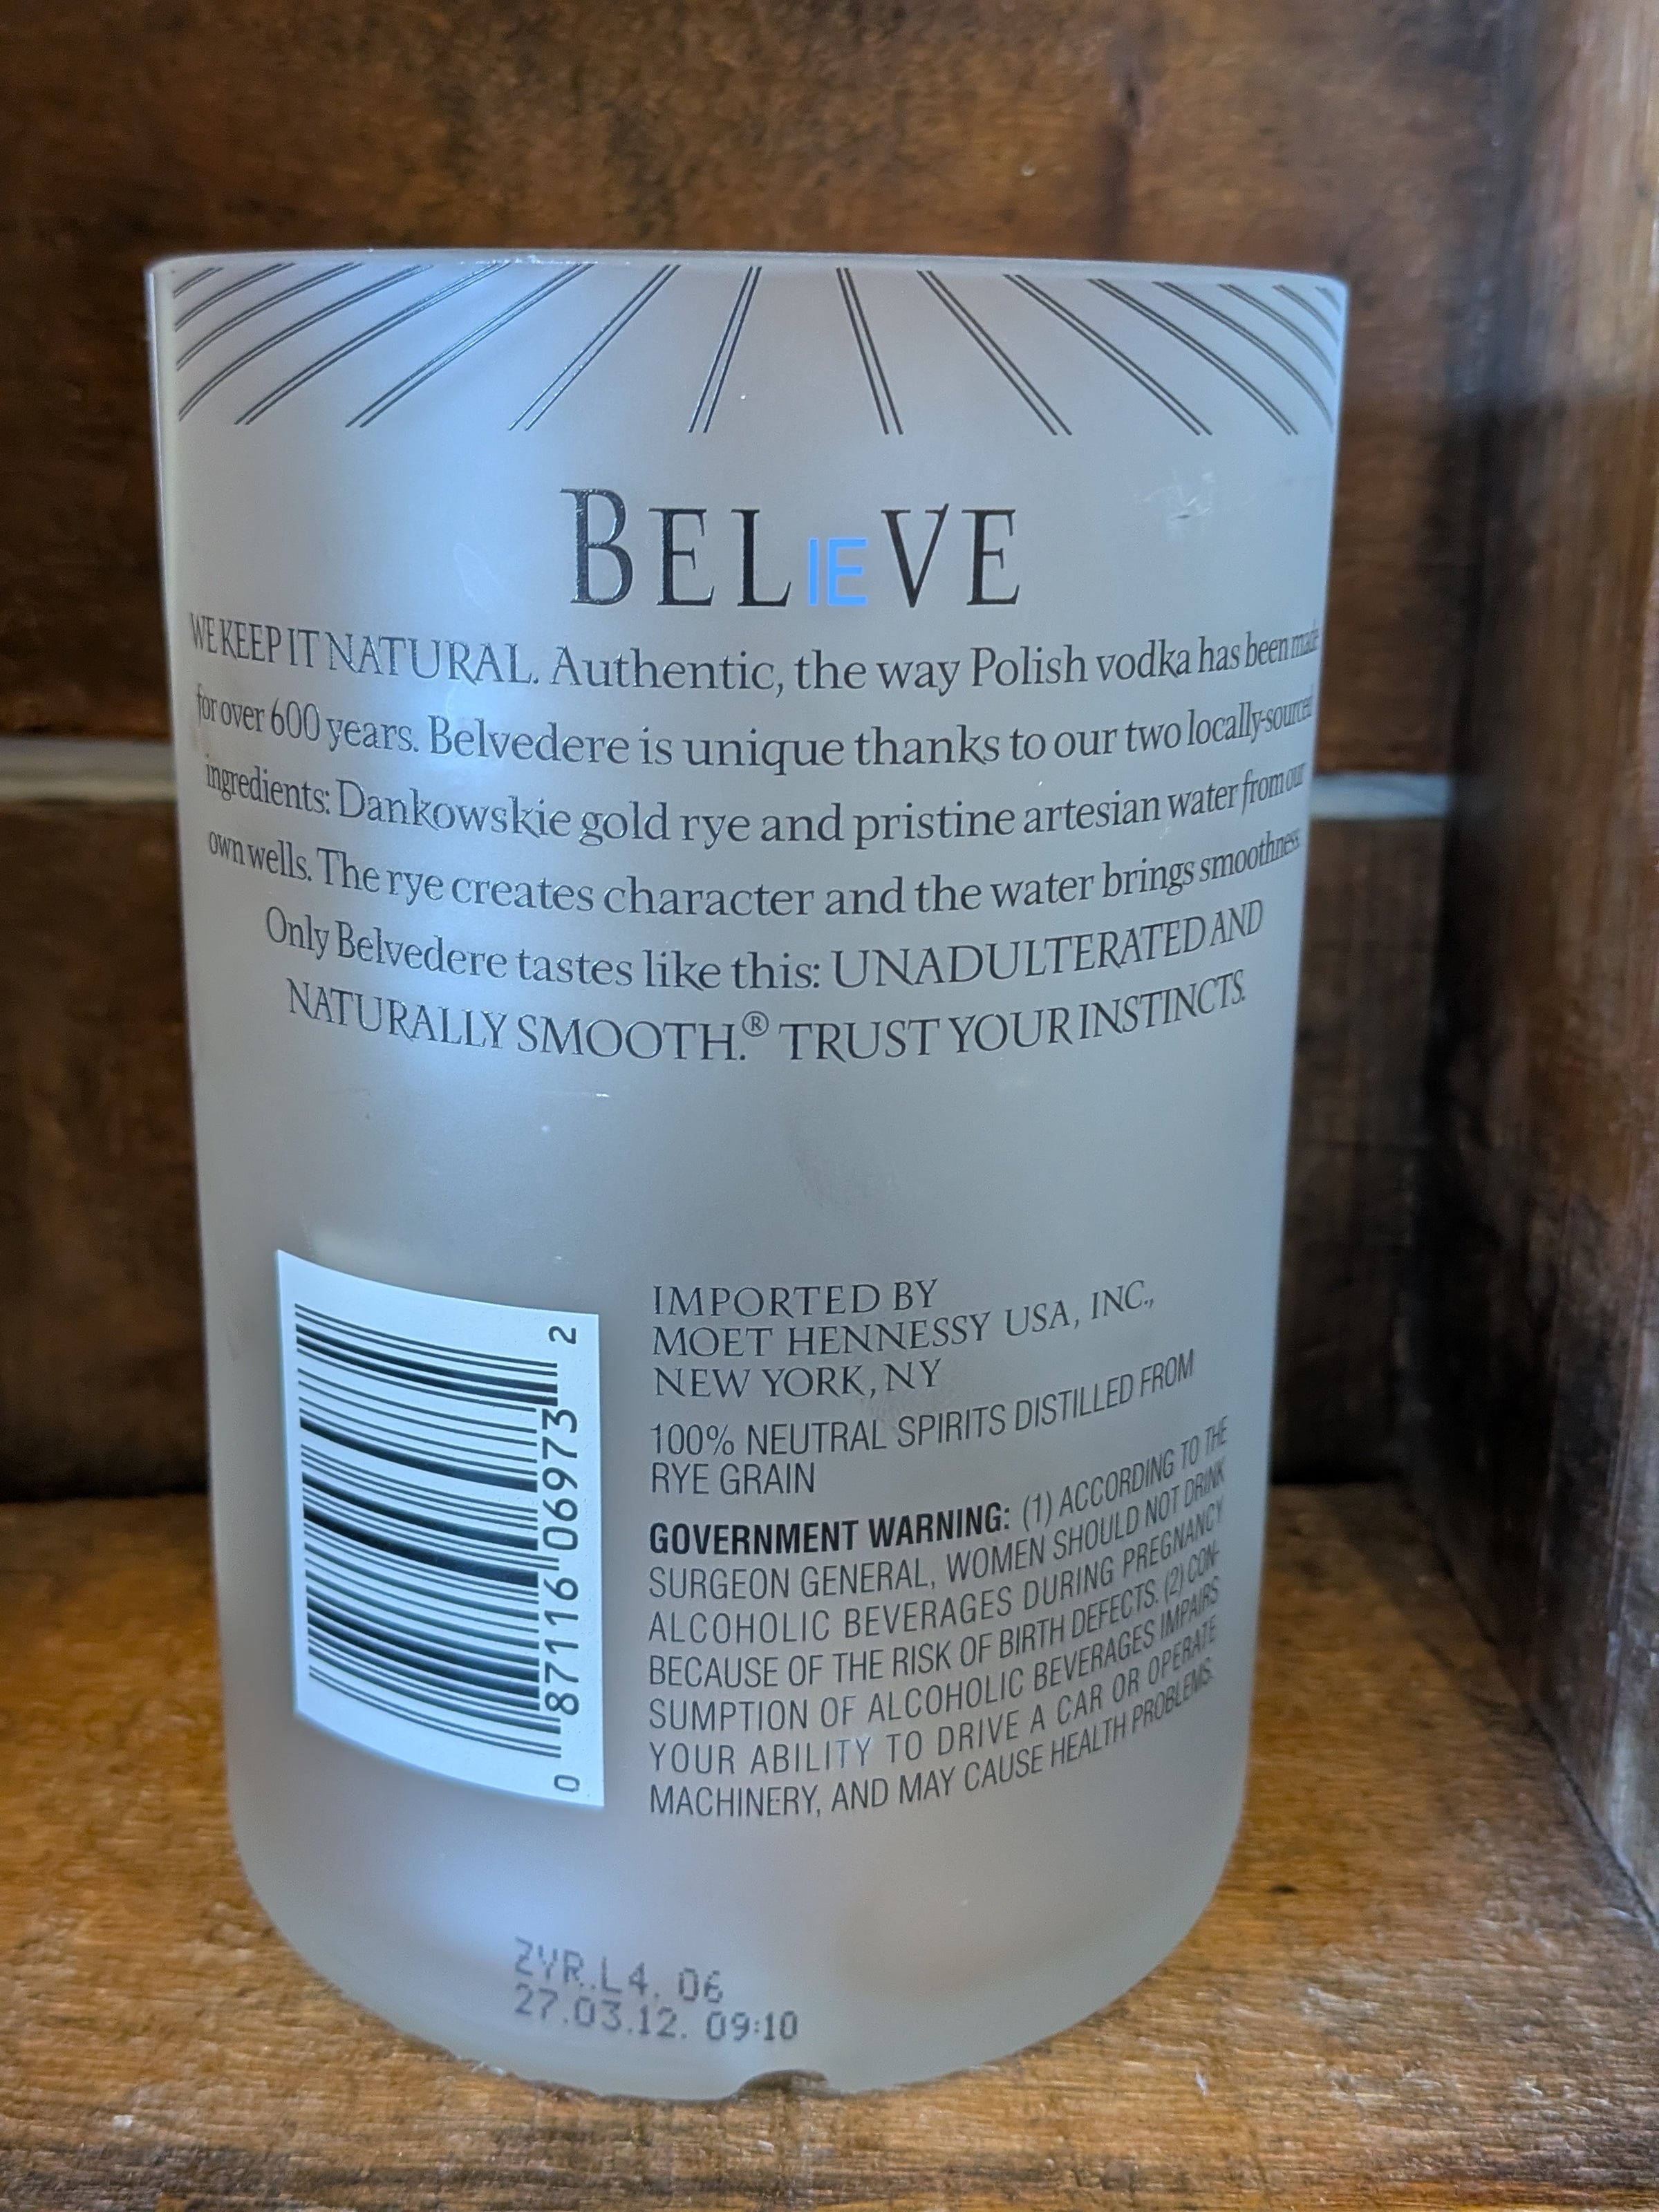 BELIEVE
WE KEEP IT NATURAL. Authentic, the way Polish vodka has been made
for over 600 years. Belvedere is unique thanks to our two locally-sourced
ingredients: Dankowskie gold rye and pristine artesian water from our
own wells. The rye creates character and the water brings smoothness.
Only Belvedere tastes like this: UNADULTERATED AND
NATURALLY SMOOTH.® TRUST YOUR INSTINCTS.
IMPORTED BY
MOET HENNESSY USA, INC.,
NEW YORK, NY
100% NEUTRAL SPIRITS DISTILLED FROM
RYE GRAIN
GOVERNMENT WARNING: (1) ACCORDING TO THE
SURGEON GENERAL, WOMEN SHOULD NOT DRINK
ALCOHOLIC BEVERAGES DURING PREGNANCY
BECAUSE OF THE RISK OF BIRTH DEFECTS. (2) CON-
SUMPTION OF ALCOHOLIC BEVERAGES IMPAIRS
YOUR ABILITY TO DRIVE A CAR OR OPERATE
MACHINERY, AND MAY CAUSE HEALTH PROBLEMS.
0 87116 06973 2
ZYR.L4. 06
27.03.12. 09:10